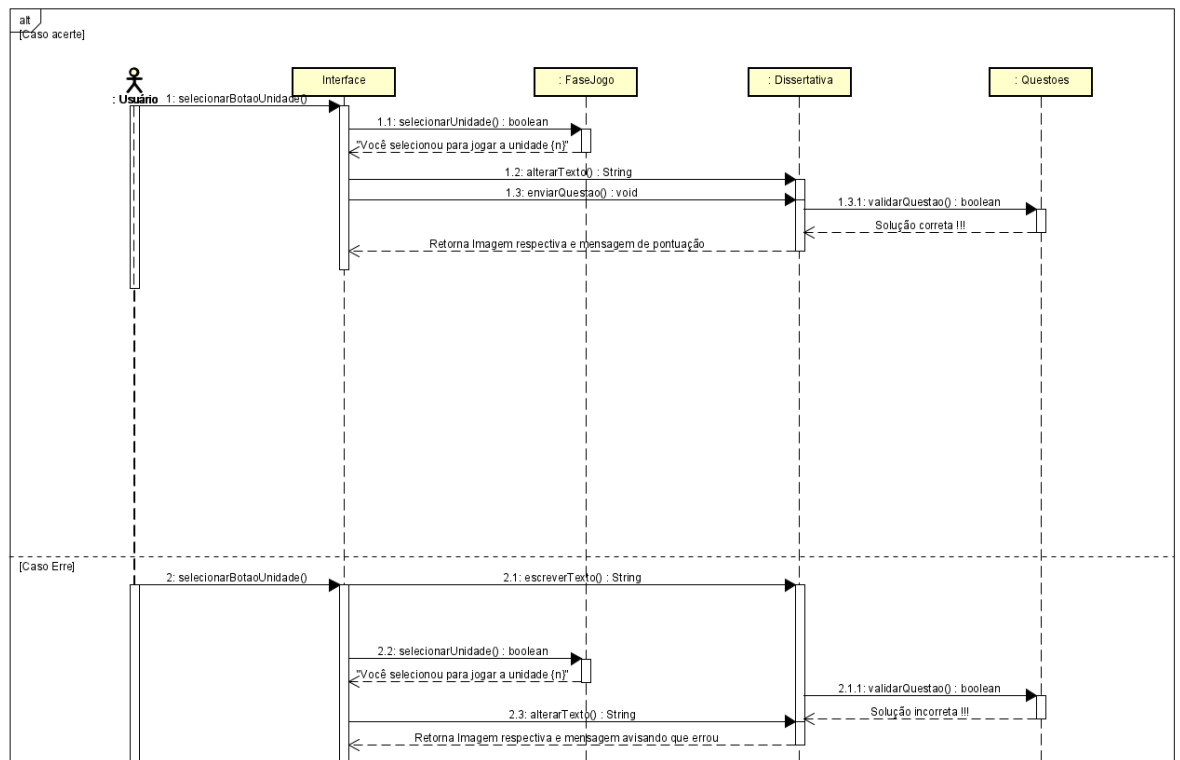 alt
[Caso acerte]
: Usuário
Interface
: FaseJogo
: Dissertativa
: Questoes
1: selecionarBotaoUnidade()
1.1: selecionarUnidade() : boolean
"Você selecionou para jogar a unidade {n}"
1.2: alterarTexto() : String
1.3: enviarQuestao() : void
1.3.1: validarQuestao() : boolean
Solução correta !!!
Retorna Imagem respectiva e mensagem de pontuação
[Caso Erre]
2: selecionarBotaoUnidade()
2.1: escreverTexto() : String
2.2: selecionarUnidade() : boolean
"Você selecionou para jogar a unidade {n}"
2.1.1: validarQuestao() : boolean
Solução incorreta !!!
2.3: alterarTexto() : String
Retorna Imagem respectiva e mensagem avisando que errou